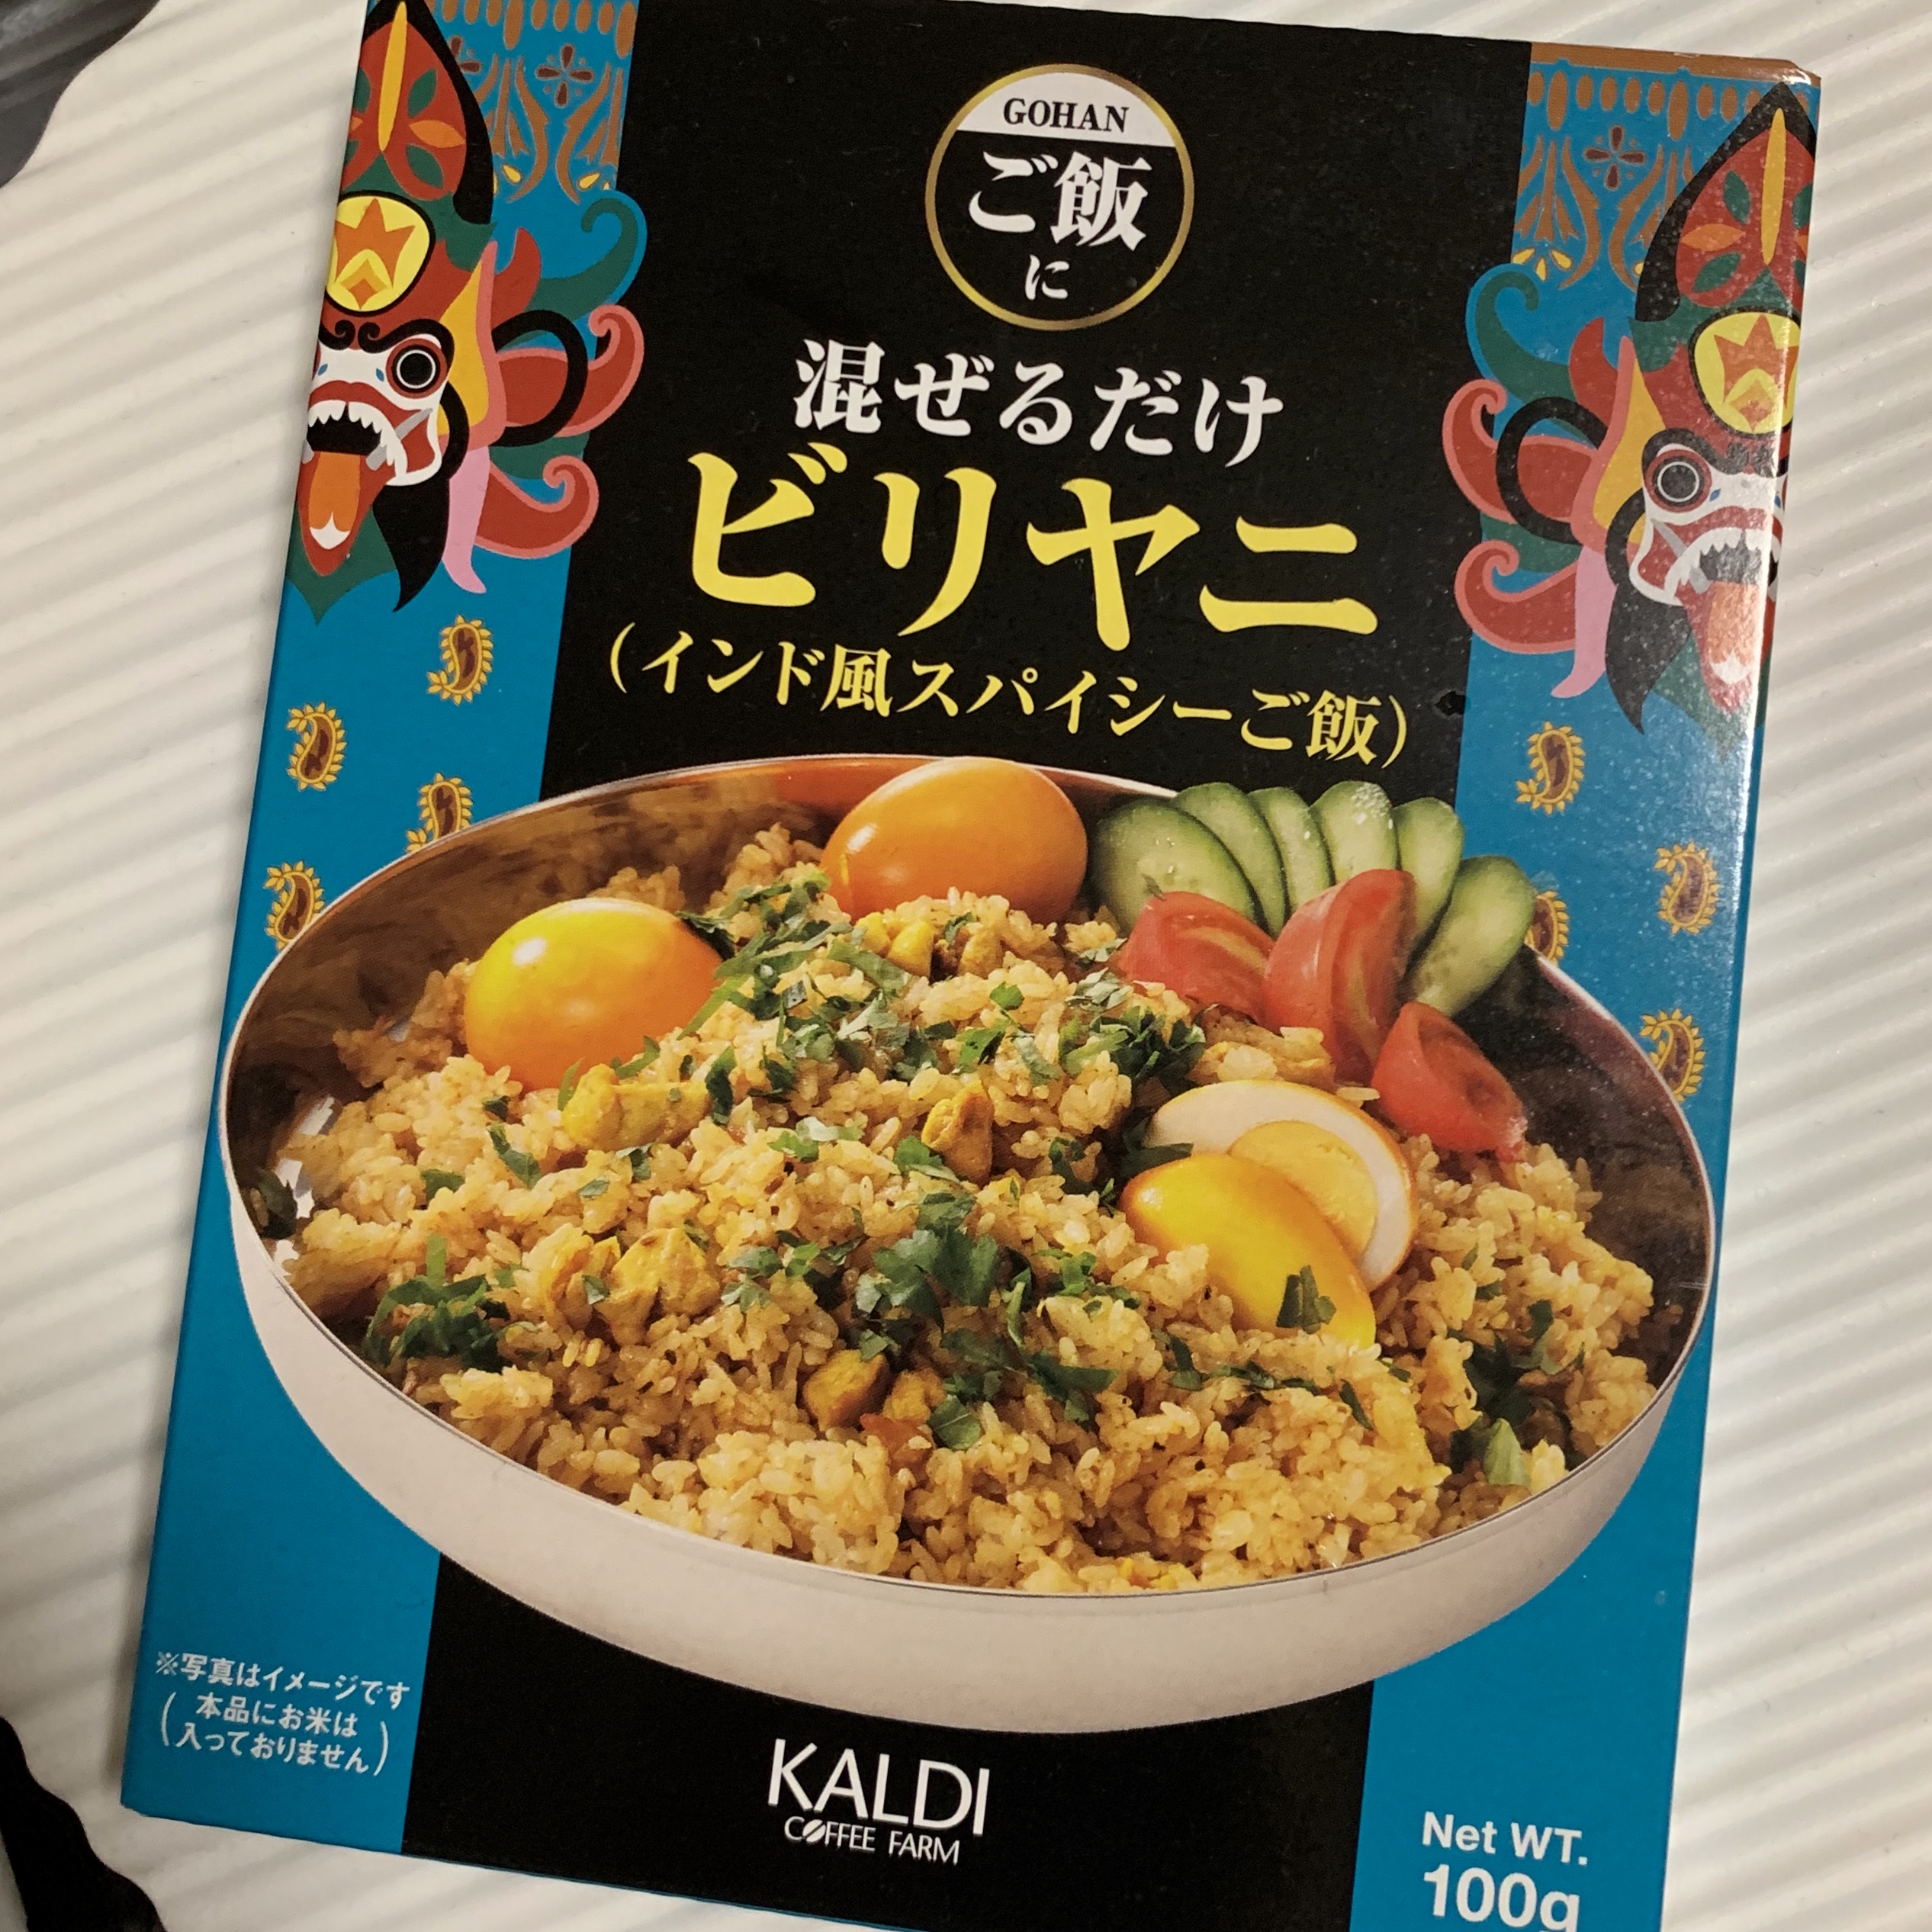 GOHAN
ご飯
に
混ぜるだけ
ビリヤニ
（インド風スパイシーご飯）
※写真はイメージです
（本品にお米は
入っておりません）
KALDI
COFFEE FARM
Net WT.
100g